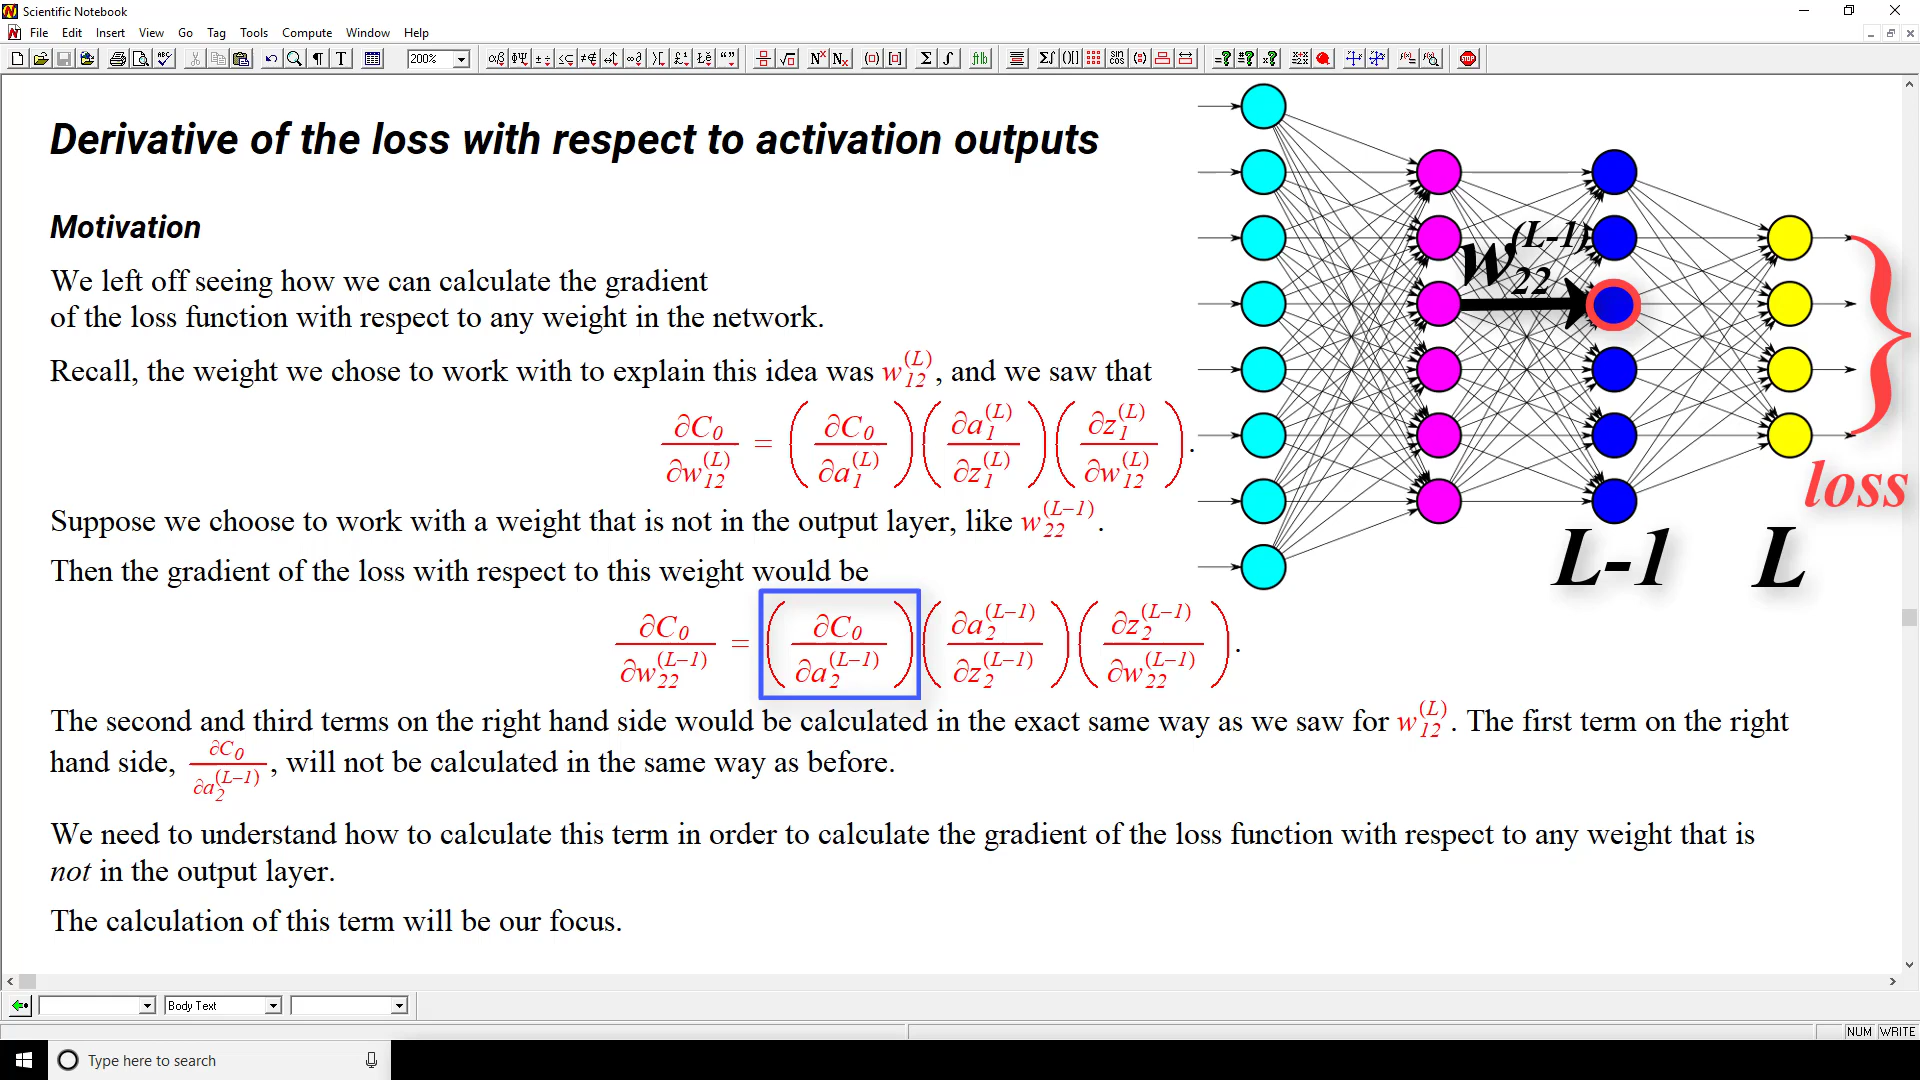 Scientific Notebook
File Edit Insert View Go Tag Tools Compute Window Help
200%
Derivative of the loss with respect to activation outputs
Motivation
We left off seeing how we can calculate the gradient
of the loss function with respect to any weight in the network.
Recall, the weight we chose to work with to explain this idea was w₁₂^(L), and we saw that
∂C₀/∂w₁₂^(L) = (∂C₀/∂a₁^(L)) (∂a₁^(L)/∂z₁^(L)) (∂z₁^(L)/∂w₁₂^(L)).
Suppose we choose to work with a weight that is not in the output layer, like w₂₂^(L−1).
Then the gradient of the loss with respect to this weight would be
∂C₀/∂w₂₂^(L−1) = (∂C₀/∂a₂^(L−1)) (∂a₂^(L−1)/∂z₂^(L−1)) (∂z₂^(L−1)/∂w₂₂^(L−1)).
The second and third terms on the right hand side would be calculated in the exact same way as we saw for w₁₂^(L). The first term on the right
hand side, ∂C₀/∂a₂^(L−1), will not be calculated in the same way as before.
We need to understand how to calculate this term in order to calculate the gradient of the loss function with respect to any weight that is
not in the output layer.
The calculation of this term will be our focus.
w₂₂^(L-1)
loss
L-1 L
Body Text
NUM WRITE
Type here to search